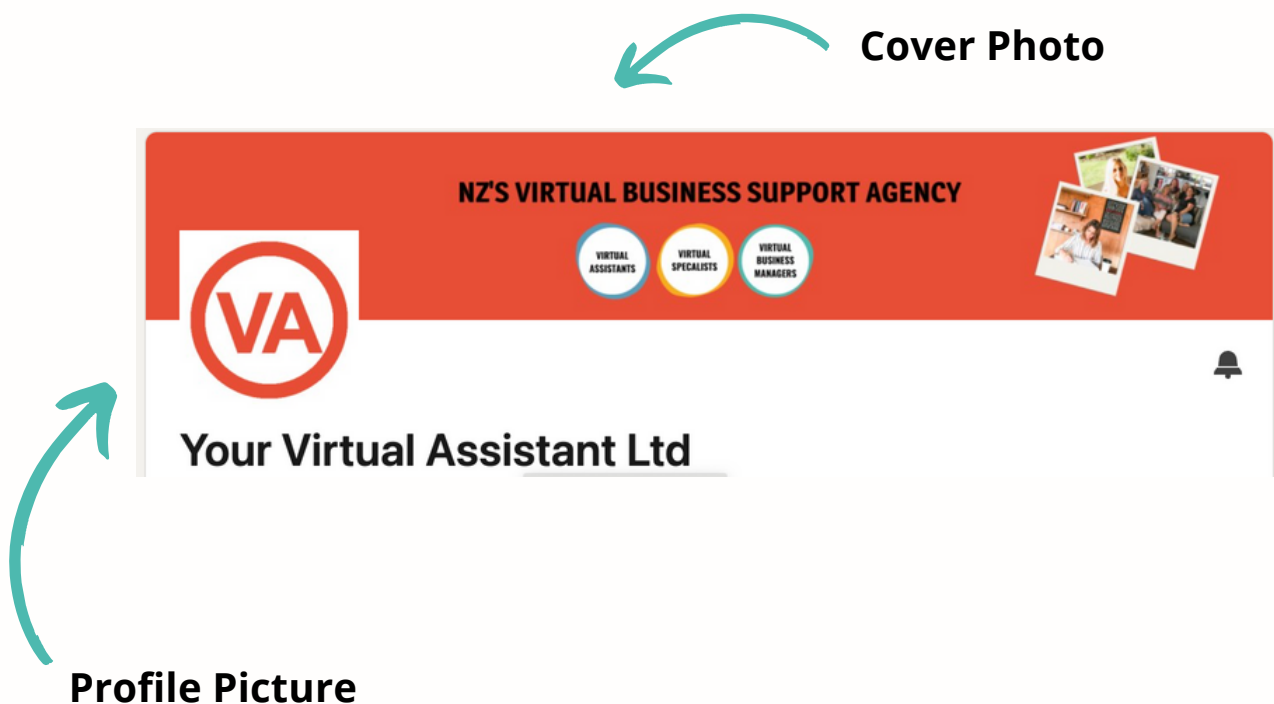 Cover Photo
NZ'S VIRTUAL BUSINESS SUPPORT AGENCY
VIRTUAL
ASSISTANTS
VIRTUAL
SPECALISTS
VIRTUAL
BUSINESS
MANAGERS
VA
Your Virtual Assistant Ltd
Profile Picture